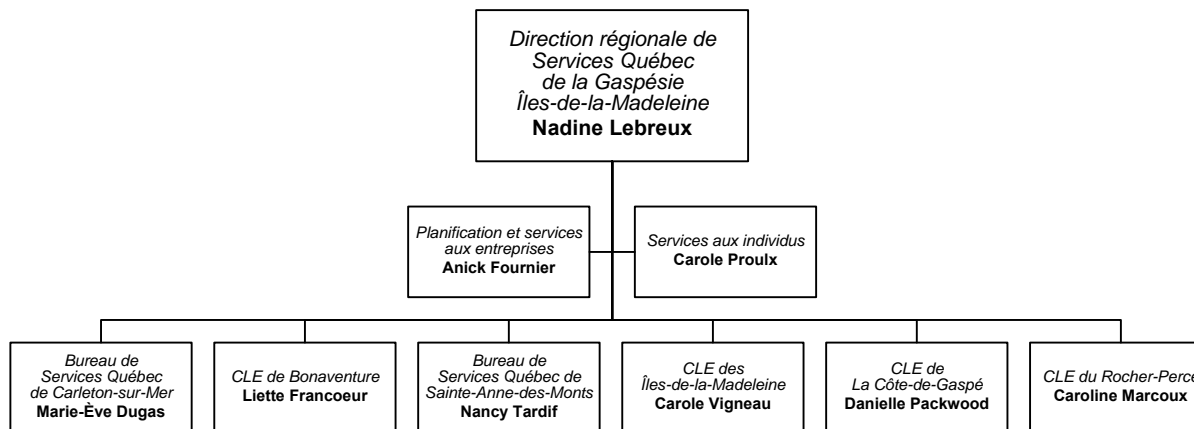 Direction régionale de
Services Québec
de la Gaspésie
Îles-de-la-Madeleine
Nadine Lebreux
Planification et services
aux entreprises
Anick Fournier
Services aux individus
Carole Proulx
Bureau de
Services Québec
de Carleton-sur-Mer
Marie-Ève Dugas
CLE de Bonaventure
Liette Francoeur
Bureau de
Services Québec de
Sainte-Anne-des-Monts
Nancy Tardif
CLE des
Îles-de-la-Madeleine
Carole Vigneau
CLE de
La Côte-de-Gaspé
Danielle Packwood
CLE du Rocher-Percé
Caroline Marcoux